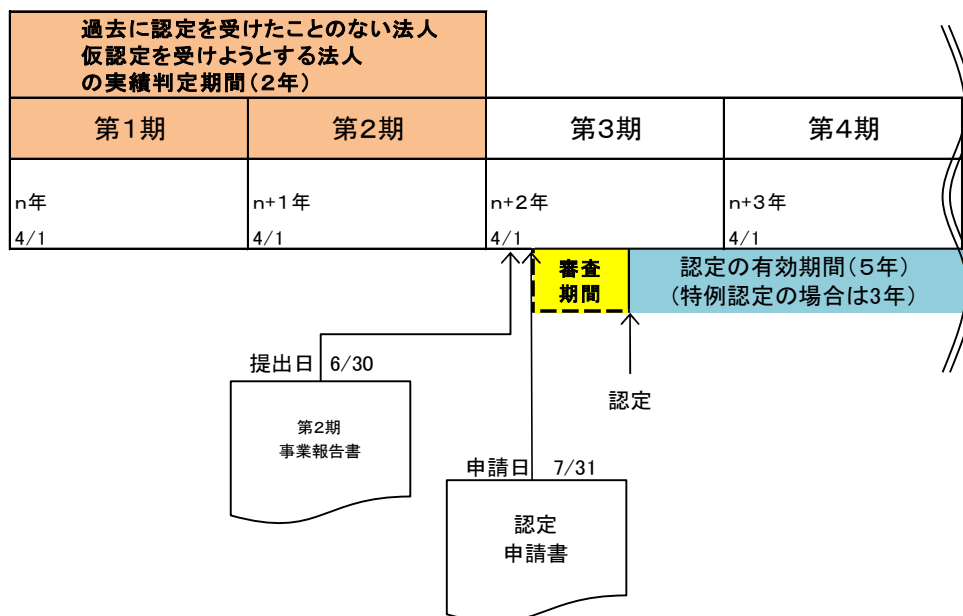 過去に認定を受けたことのない法人
仮認定を受けようとする法人
の実績判定期間(2年)
第1期 第2期 第3期 第4期
n年 n+1年 n+2年 n+3年
4/1 4/1 4/1 4/1
審査
期間
認定の有効期間(5年)
(特例認定の場合は3年)
提出日 6/30
認定
第2期
事業報告書
申請日 7/31
認定
申請書